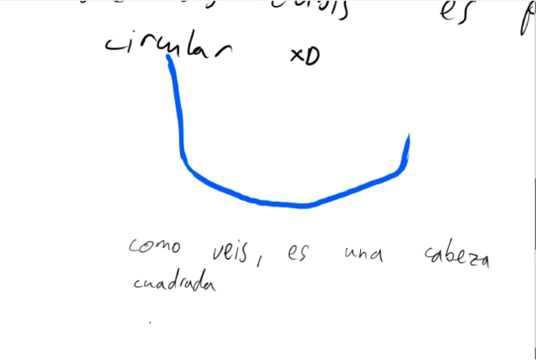 es
circular xD
como veis, es una cabeza
cuadrada